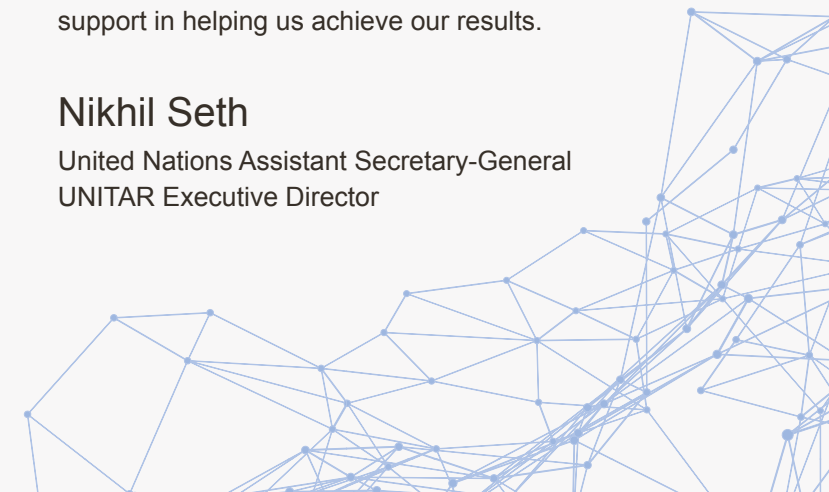 support in helping us achieve our results.
Nikhil Seth
United Nations Assistant Secretary-General
UNITAR Executive Director